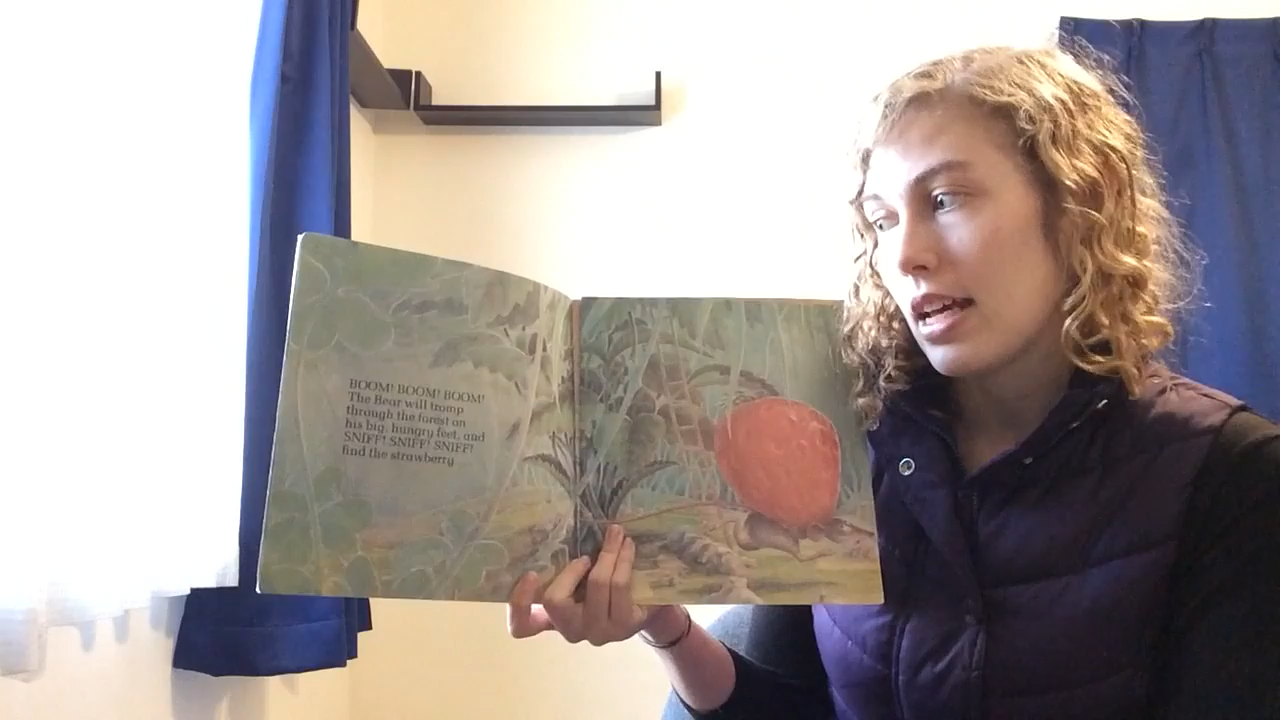 BOOM! BOOM! BOOM!
The Bear will tromp
through the forest on
his big, hungry feet, and
SNIFF! SNIFF! SNIFF!
find the strawberry